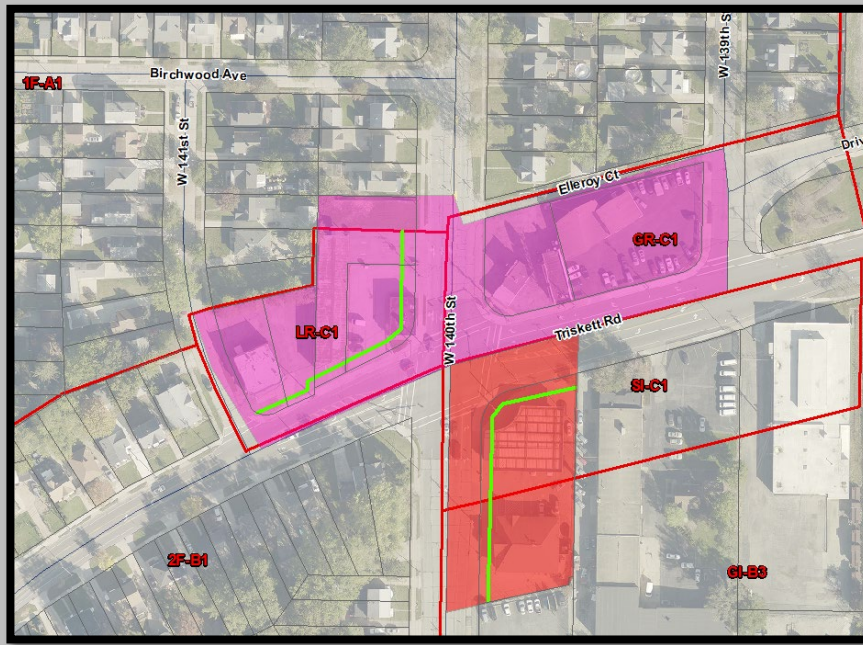 W 139th S
Birchwood Ave
1F-A1
W 141st St
Driv
Elleroy Ct
GR-C1
LR-C1
W 140th St
Triskett Rd
SI-C1
2F-B1
GI-B3